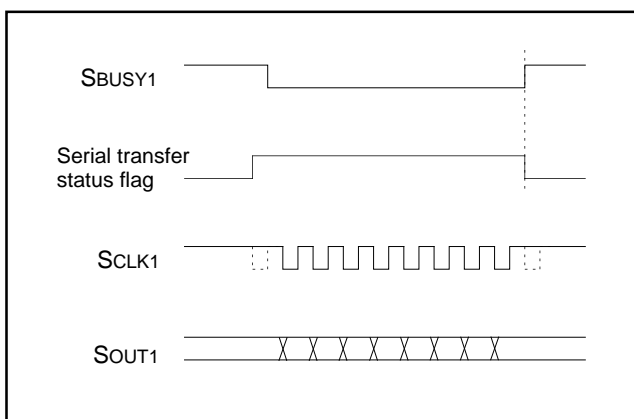 SBUSY1
Serial transfer
status flag
SCLK1
SOUT1